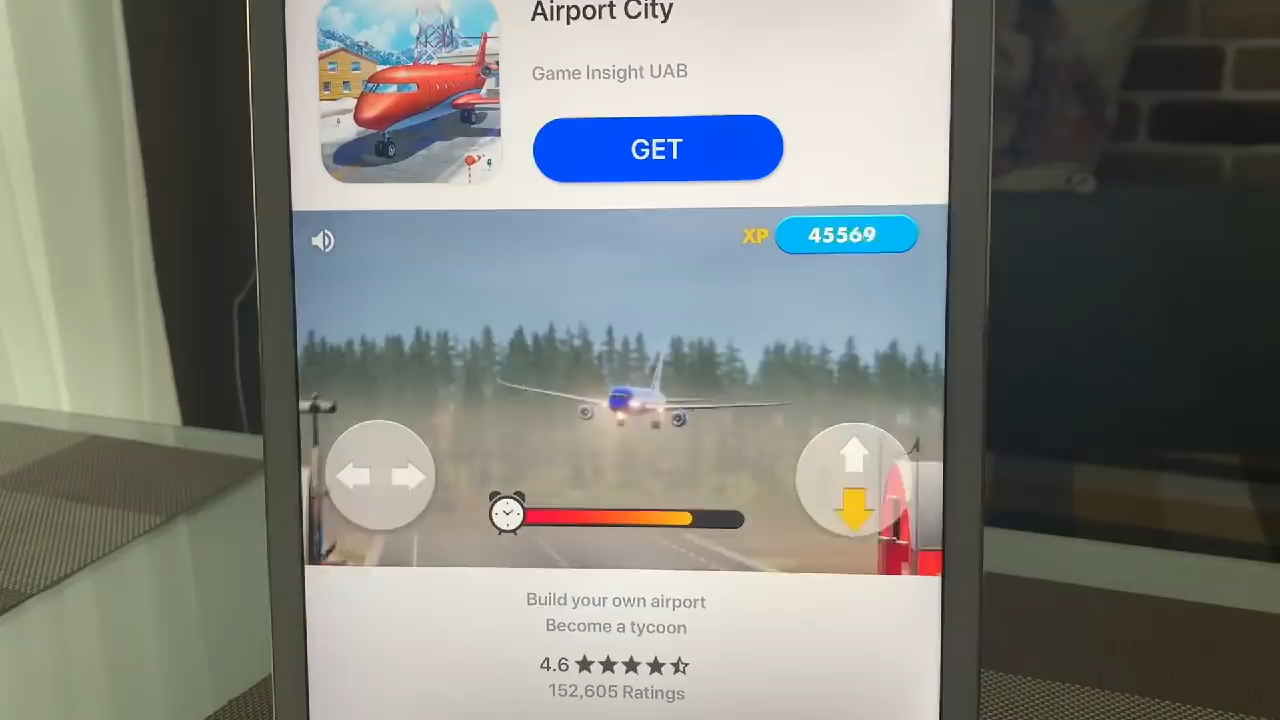 Airport City
Game Insight UAB
GET
XP 45569
Build your own airport
Become a tycoon
4.6
152,605 Ratings